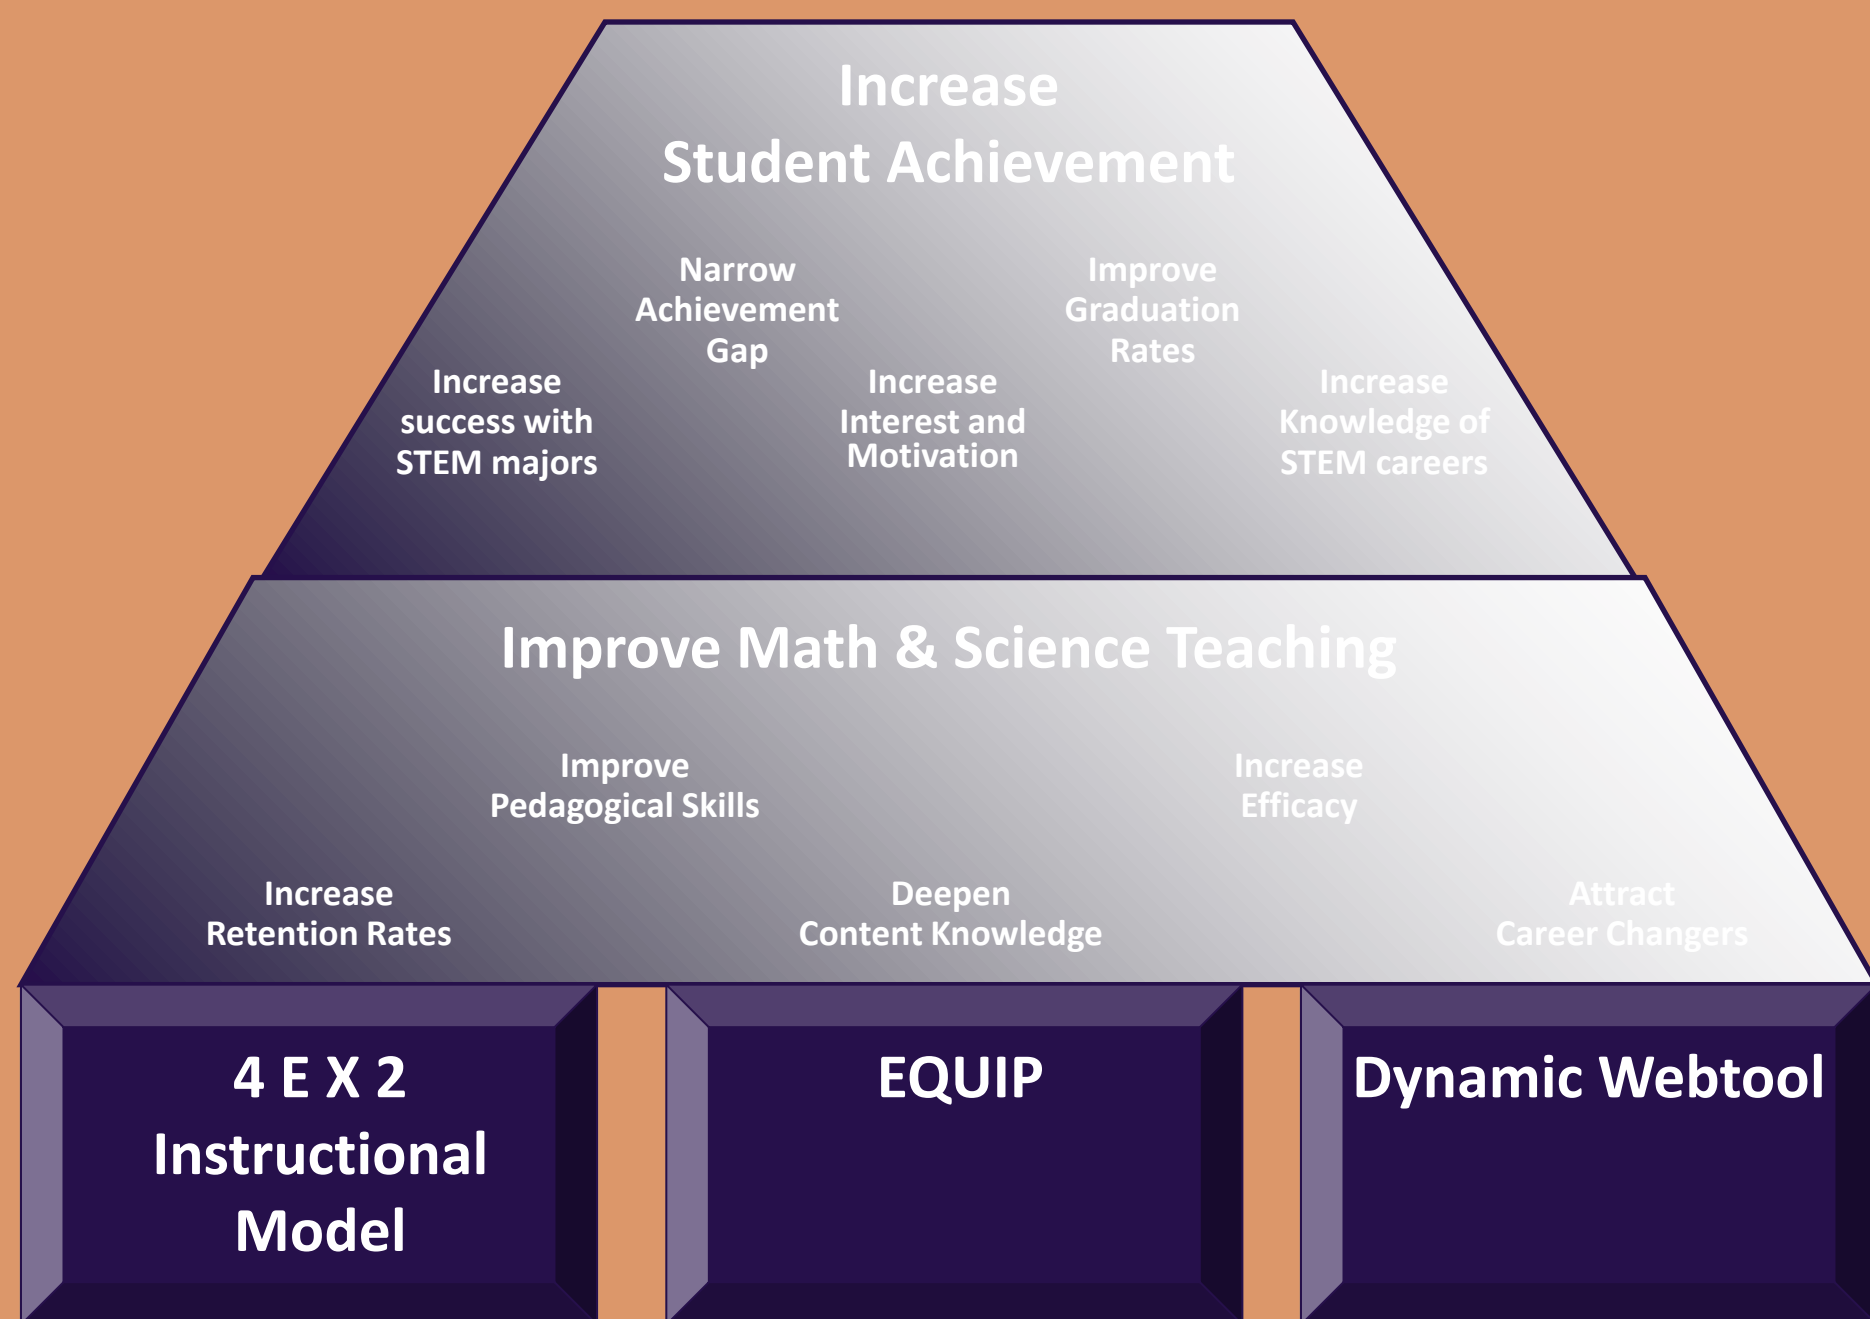 Increase
Student Achievement
Narrow
Achievement
Gap
Improve
Graduation
Rates
Increase
success with
STEM majors
Increase
Interest and
Motivation
Increase
Knowledge of
STEM careers
Improve Math & Science Teaching
Improve
Pedagogical Skills
Increase
Efficacy
Increase
Retention Rates
Deepen
Content Knowledge
Attract
Career Changers
4 E X 2
Instructional
Model
EQUIP
Dynamic Webtool